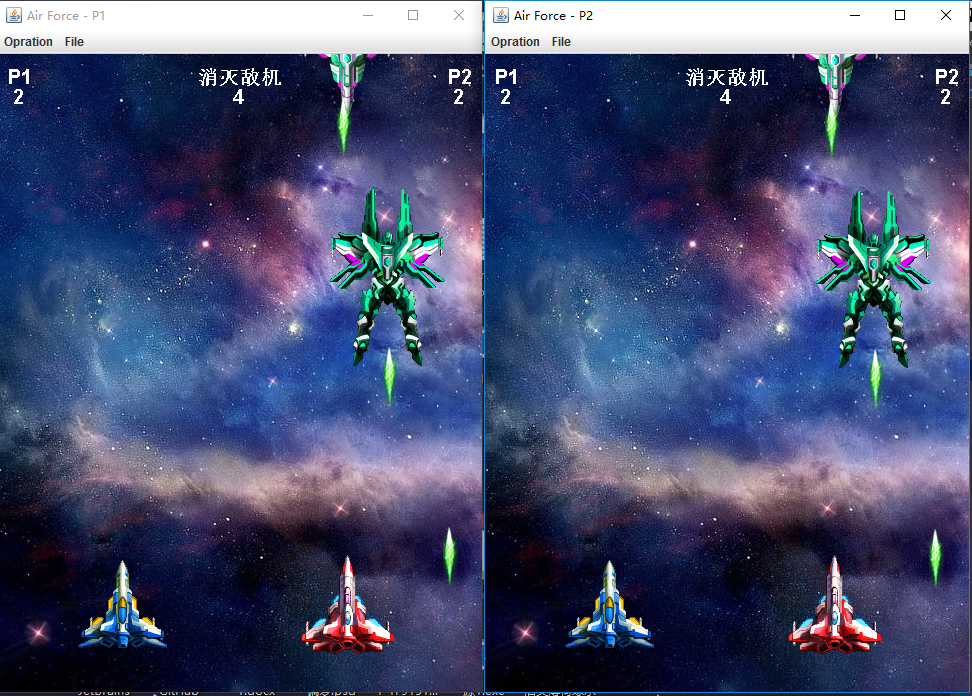 Air Force - P1
Opration File
P1 消灭敌机 P2
2 4 2
Air Force - P2
Opration File
P1 消灭敌机 P2
2 4 2